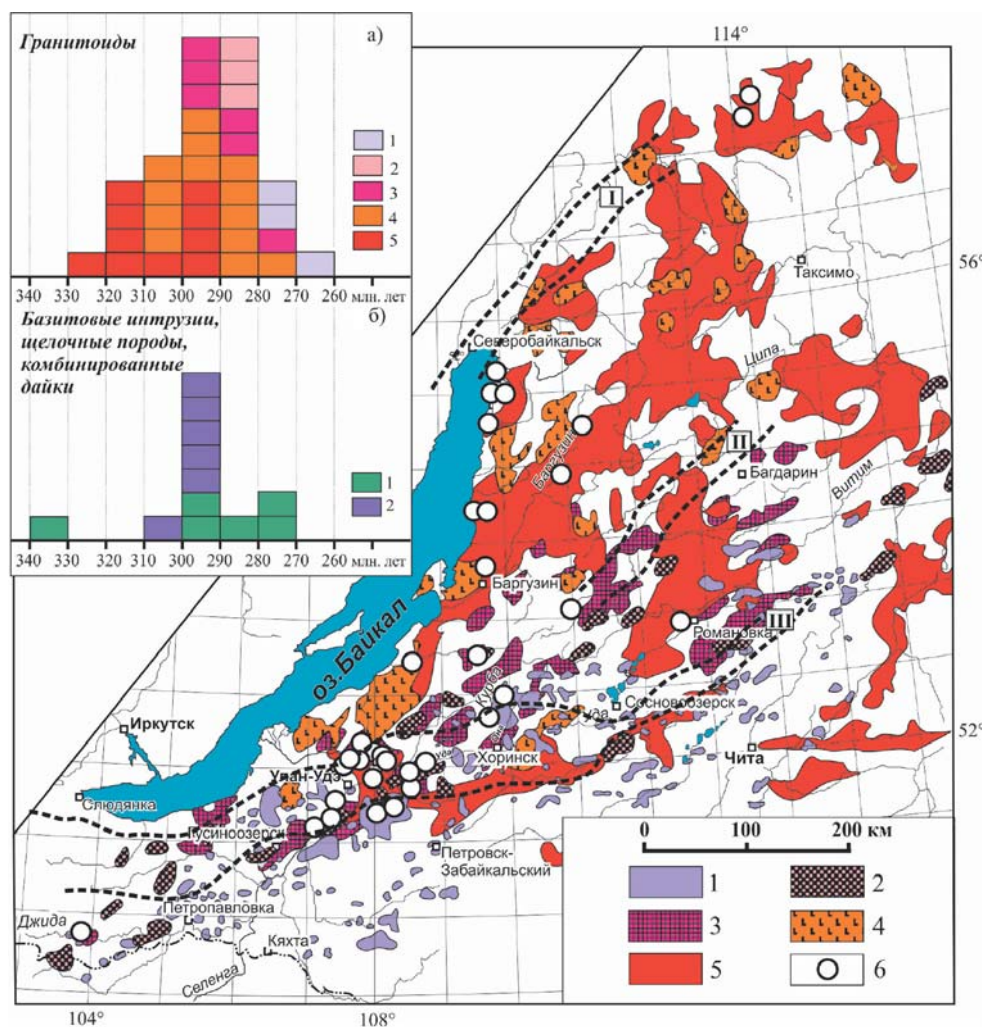 Гранитоиды
а)
1
2
3
4
5
330 320 310 300 290 280 270 260 млн. лет
Базитовые интрузии,
щелочные породы,
комбинированные
дайки
б)
1
2
340 330 320 310 300 290 280 270 млн. лет
114°
I
Таксимо
56°
Северобайкальск
Ципа
II
Баргузин
Багдарин
Витим
Баргузин
III
Романовка
оз.Байкал
Курба
Уда
Сосновоозерск
52°
Иркутск
Хоринск
Чита
Улан-Удэ
Слюдянка
Гусиноозерск
Петровск-
Забайкальский
Петропавловка
Джида
Кяхта
Селенга
0 100 200 км
1 2
3 4
5 6
104°
108°